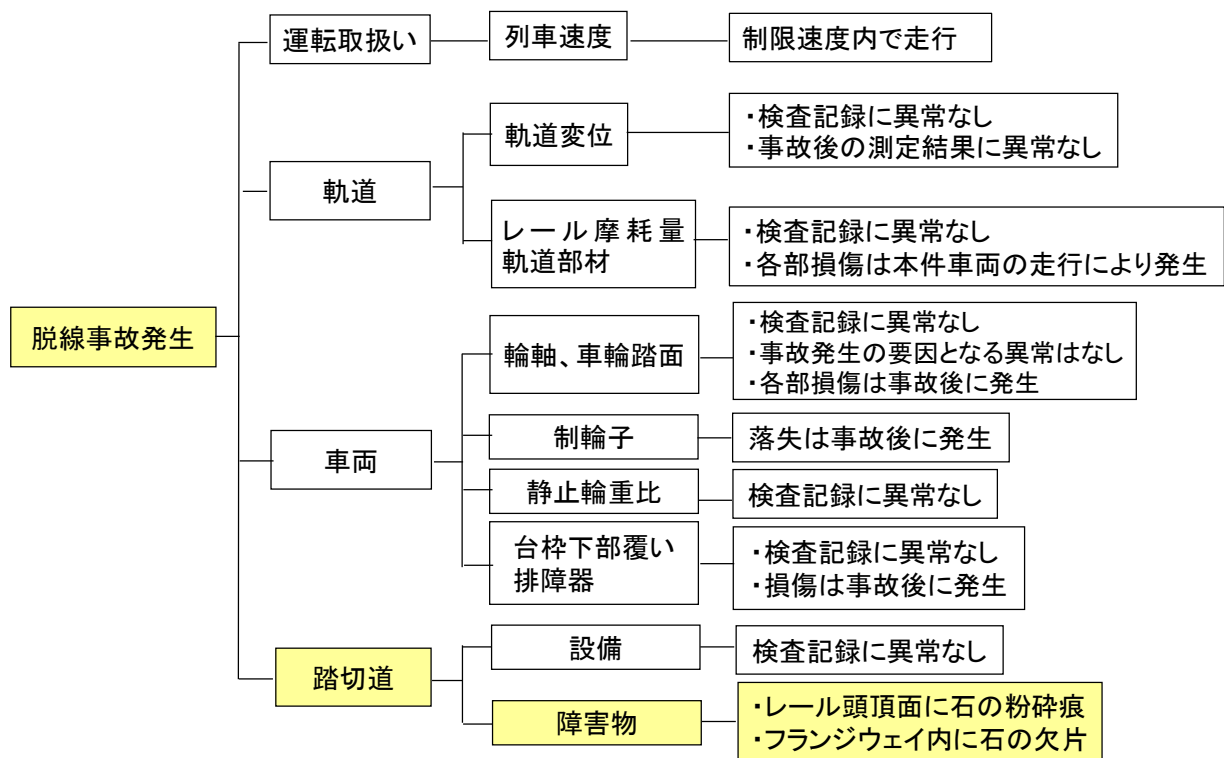 運転取扱い
列車速度
制限速度内で走行
軌道
軌道変位
・検査記録に異常なし
・事故後の測定結果に異常なし
レール摩耗量
軌道部材
・検査記録に異常なし
・各部損傷は本件車両の走行により発生
脱線事故発生
車両
輪軸、車輪踏面
・検査記録に異常なし
・事故発生の要因となる異常はなし
・各部損傷は事故後に発生
制輪子
落失は事故後に発生
静止輪重比
検査記録に異常なし
台枠下部覆い
排障器
・検査記録に異常なし
・損傷は事故後に発生
踏切道
設備
検査記録に異常なし
障害物
・レール頭頂面に石の粉砕痕
・フランジウェイ内に石の欠片